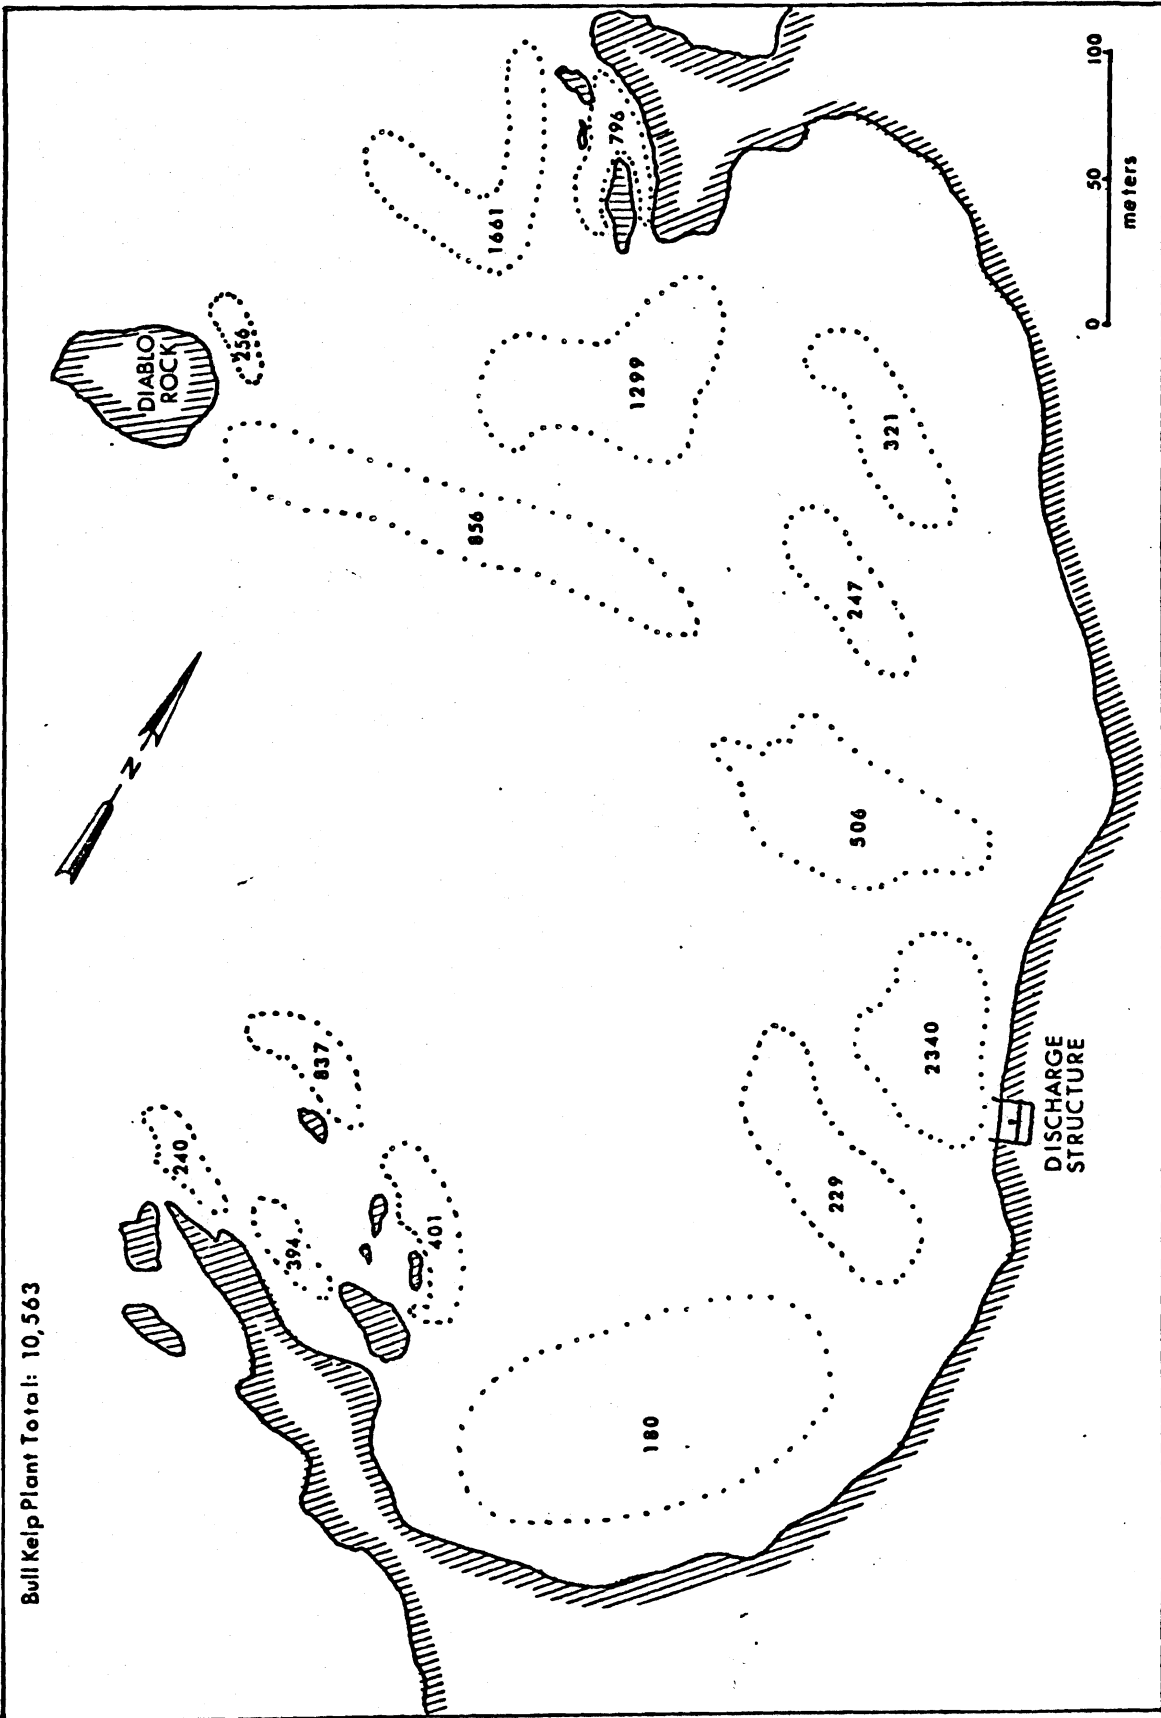 Bull Kelp Plant Total: 10,563
N
DIABLO
ROCK
240
256
394
837
401
856
1661
796
1299
180
229
247
506
321
2340
DISCHARGE
STRUCTURE
0 50 100
meters